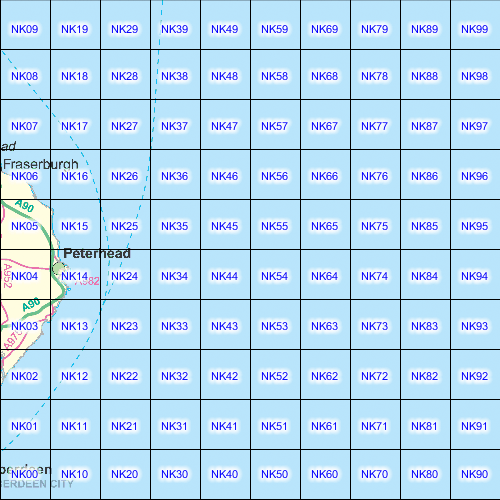 NK09 NK19 NK29 NK39 NK49 NK59 NK69 NK79 NK89 NK99
NK08 NK18 NK28 NK38 NK48 NK58 NK68 NK78 NK88 NK98
NK07 NK17 NK27 NK37 NK47 NK57 NK67 NK77 NK87 NK97
ad
Fraserburgh
NK06 NK16 NK26 NK36 NK46 NK56 NK66 NK76 NK86 NK96
A90
NK05 NK15 NK25 NK35 NK45 NK55 NK65 NK75 NK85 NK95
Peterhead
A952
NK04 NK14 NK24 NK34 NK44 NK54 NK64 NK74 NK84 NK94
A982
A90
NK03 NK13 NK23 NK33 NK43 NK53 NK63 NK73 NK83 NK93
A975
NK02 NK12 NK22 NK32 NK42 NK52 NK62 NK72 NK82 NK92
NK01 NK11 NK21 NK31 NK41 NK51 NK61 NK71 NK81 NK91
berdeen
NK00 NK10 NK20 NK30 NK40 NK50 NK60 NK70 NK80 NK90
BERDEEN CITY